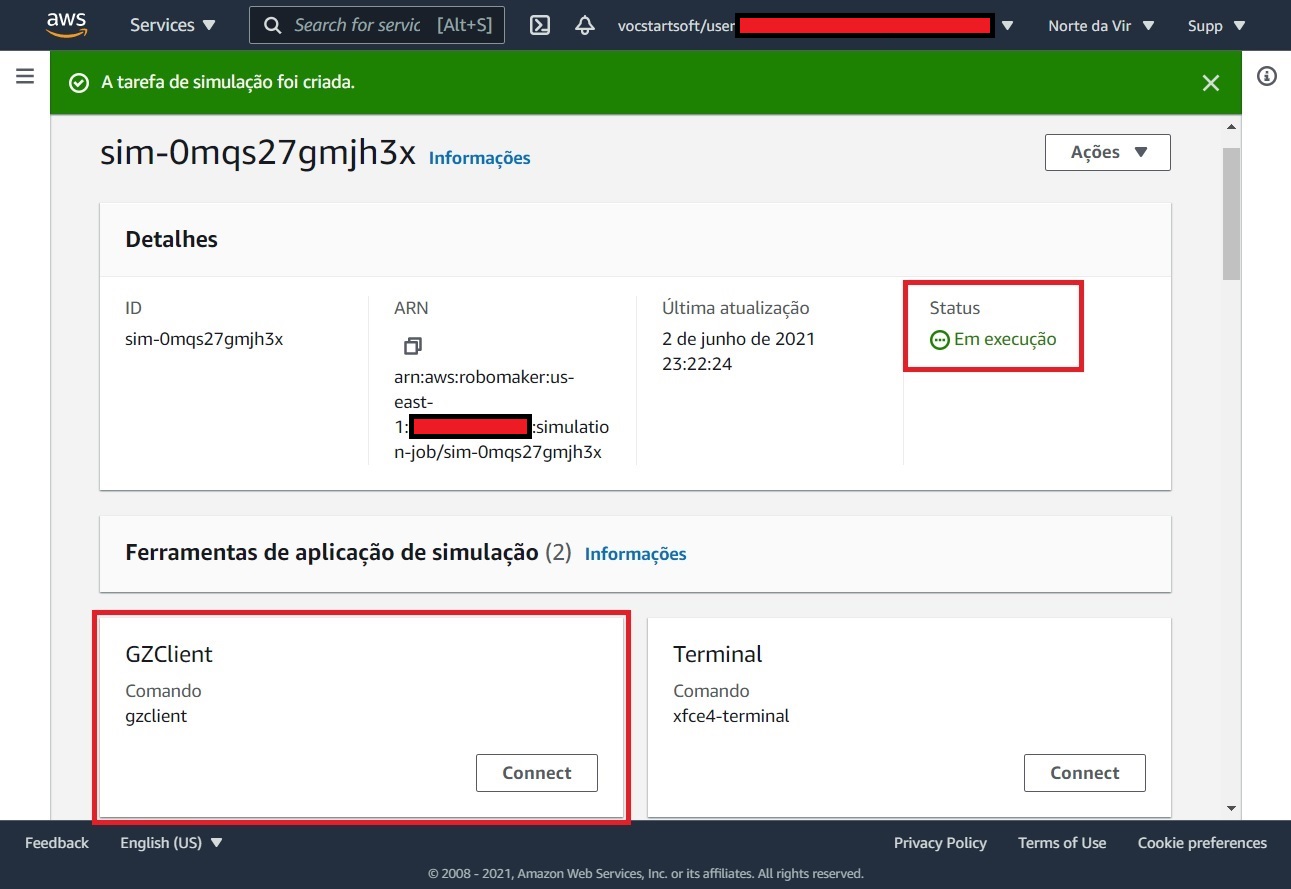 aws
Services
Search for servic [Alt+S]
vocstartsoft/user
Norte da Vir
Supp
A tarefa de simulação foi criada.
sim-0mqs27gmjh3x Informações
Ações
Detalhes
ID
sim-0mqs27gmjh3x
ARN
arn:aws:robomaker:us-
east-
1: :simulatio
n-job/sim-0mqs27gmjh3x
Última atualização
2 de junho de 2021
23:22:24
Status
Em execução
Ferramentas de aplicação de simulação (2) Informações
GZClient
Comando
gzclient
Connect
Terminal
Comando
xfce4-terminal
Connect
Feedback
English (US)
Privacy Policy
Terms of Use
Cookie preferences
© 2008 - 2021, Amazon Web Services, Inc. or its affiliates. All rights reserved.